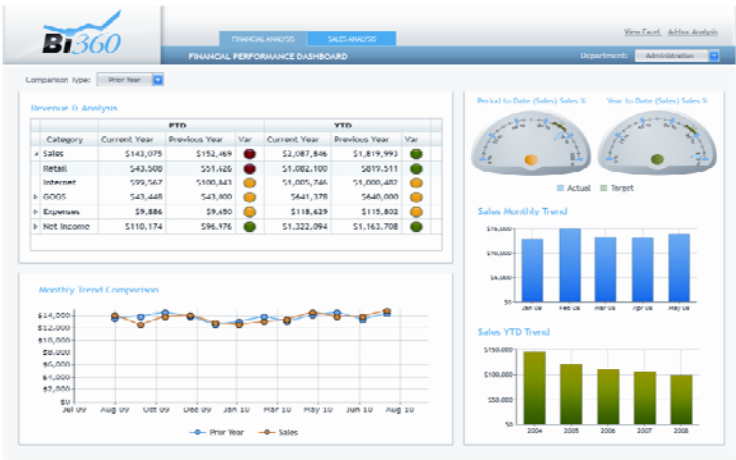 Bi360
FINANCIAL ANALYSIS
SALES ANALYSIS
View Excel
Ad-hoc Analysis
FINANCIAL PERFORMANCE DASHBOARD
Department:
Administration
Comparison Type:
Prior Year
Revenue & Analysis
PTD YTD
Category Current Year Previous Year Var Current Year Previous Year Var
Sales $143,075 $152,469 $2,087,846 $1,819,993
Retail $43,508 $51,626 $1,082,100 $819,511
Internet $99,567 $100,843 $1,005,746 $1,000,482
COGS $43,448 $43,800 $641,378 $640,000
Expenses $9,886 $9,650 $118,629 $115,802
Net Income $110,174 $96,976 $1,322,094 $1,163,708
Period to Date (Sales) Sales %
Year to Date (Sales) Sales %
Actual Target
Sales Monthly Trend
$15,000
$10,000
$5,000
$0
Jan 08 Feb 08 Mar 08 Apr 08 May 08
Monthly Trend Comparison
$14,000
$12,000
$10,000
$8,000
$6,000
$4,000
$2,000
$0
Jul 09 Aug 09 Oct 09 Dec 09 Jan 10 Mar 10 May 10 Jun 10 Aug 10
Prior Year Sales
Sales YTD Trend
$150,000
$100,000
$50,000
$0
2004 2005 2006 2007 2008